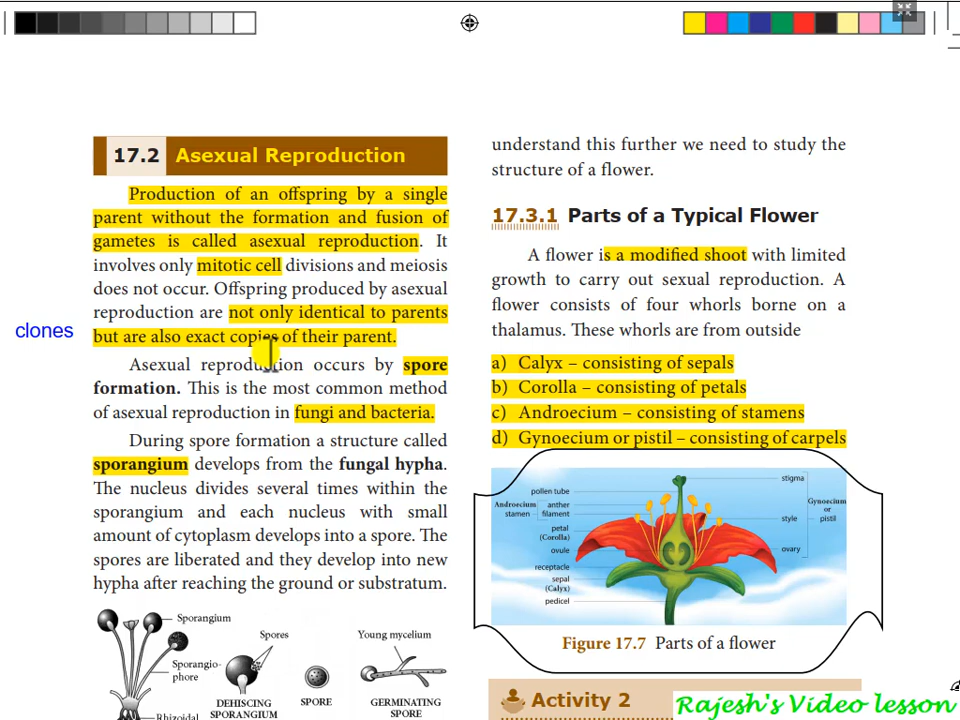 17.2 Asexual Reproduction
Production of an offspring by a single
parent without the formation and fusion of
gametes is called asexual reproduction. It
involves only mitotic cell divisions and meiosis
does not occur. Offspring produced by asexual
reproduction are not only identical to parents
but are also exact copies of their parent.
clones
Asexual reproduction occurs by spore
formation. This is the most common method
of asexual reproduction in fungi and bacteria.
During spore formation a structure called
sporangium develops from the fungal hypha.
The nucleus divides several times within the
sporangium and each nucleus with small
amount of cytoplasm develops into a spore. The
spores are liberated and they develop into new
hypha after reaching the ground or substratum.
Sporangium
Sporangio-
phore
Rhizoidal
Spores
DEHISCING
SPORANGIUM
SPORE
Young mycelium
GERMINATING
SPORE
understand this further we need to study the
structure of a flower.
17.3.1 Parts of a Typical Flower
A flower is a modified shoot with limited
growth to carry out sexual reproduction. A
flower consists of four whorls borne on a
thalamus. These whorls are from outside
a) Calyx – consisting of sepals
b) Corolla – consisting of petals
c) Androecium – consisting of stamens
d) Gynoecium or pistil – consisting of carpels
pollen tube
Androecium
stamen
anther
filament
petal
(Corolla)
ovule
receptacle
sepal
(Calyx)
pedicel
stigma
style
ovary
Gynoecium
or
pistil
Figure 17.7 Parts of a flower
Activity 2
Rajesh's Video lesson